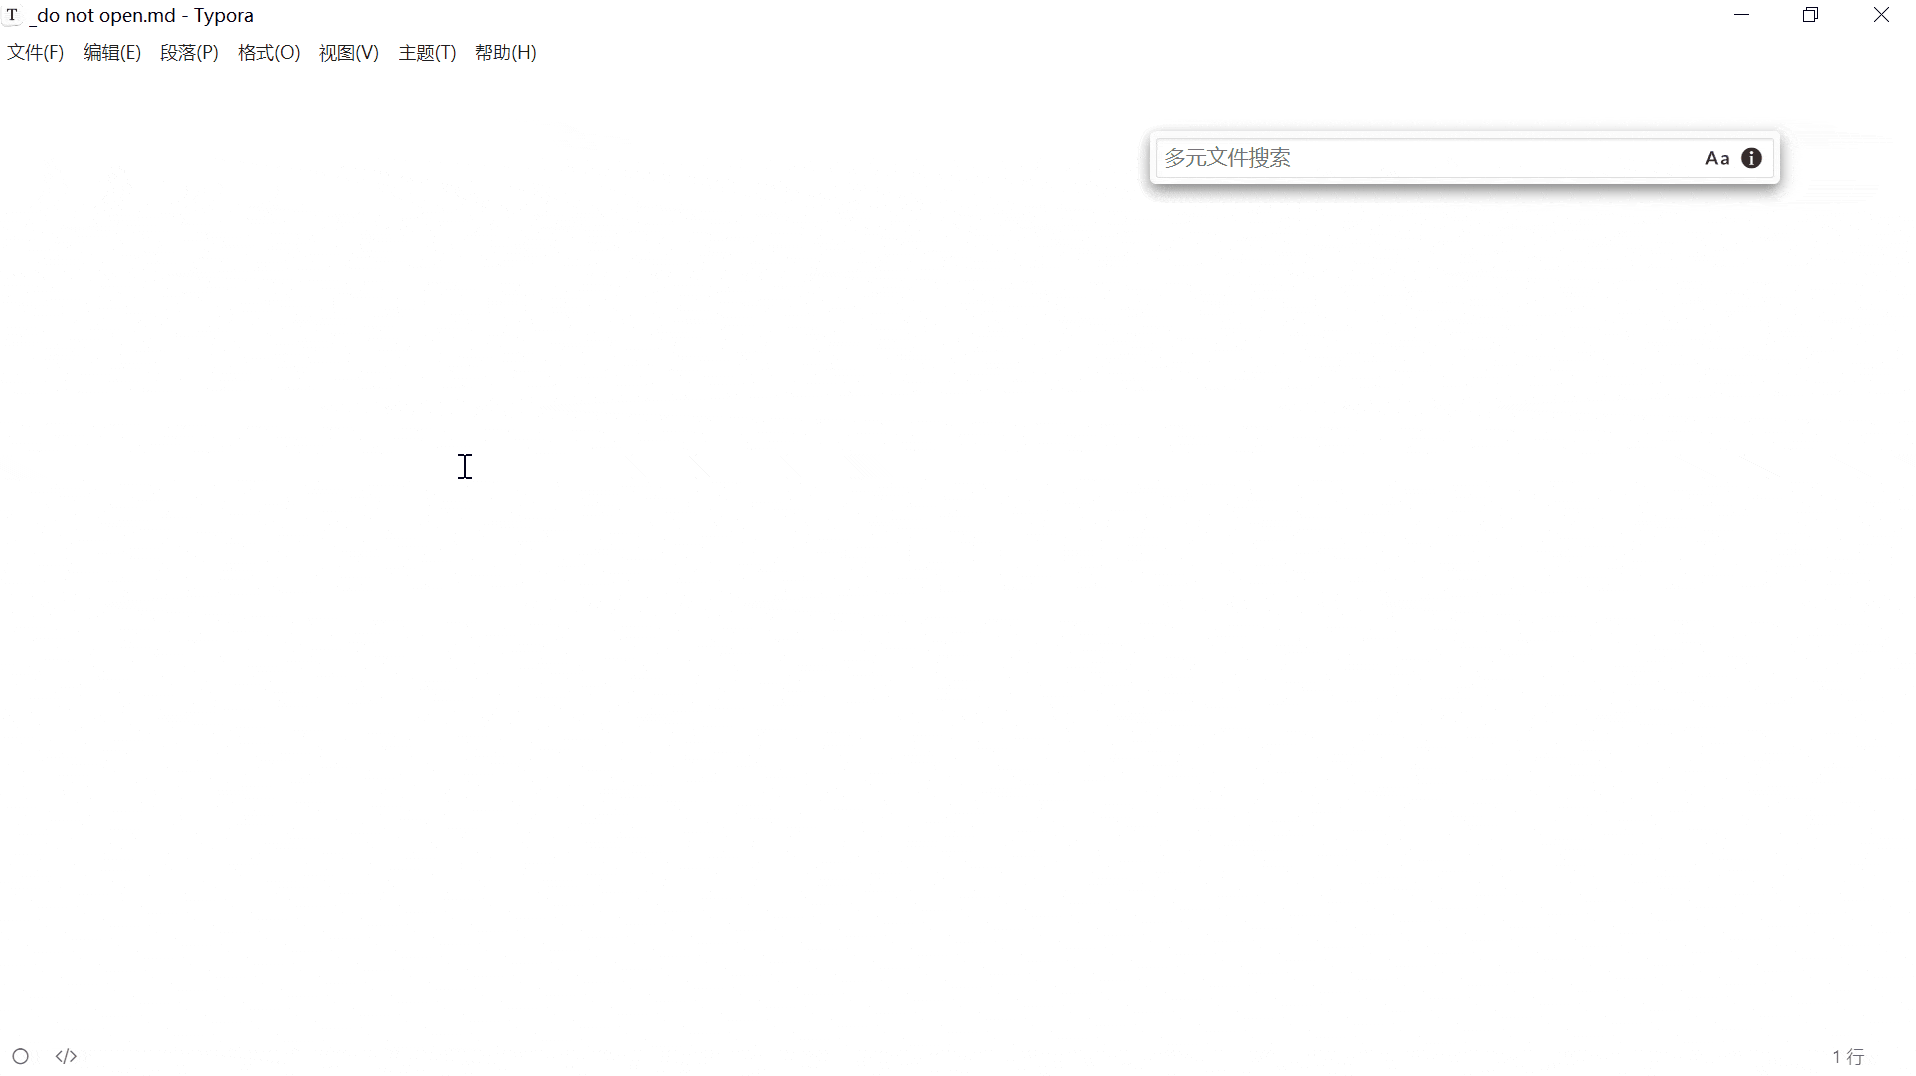 T _do not open.md - Typora
文件(F) 编辑(E) 段落(P) 格式(O) 视图(V) 主题(T) 帮助(H)
多元文件搜索 Aa i
</> 1 行